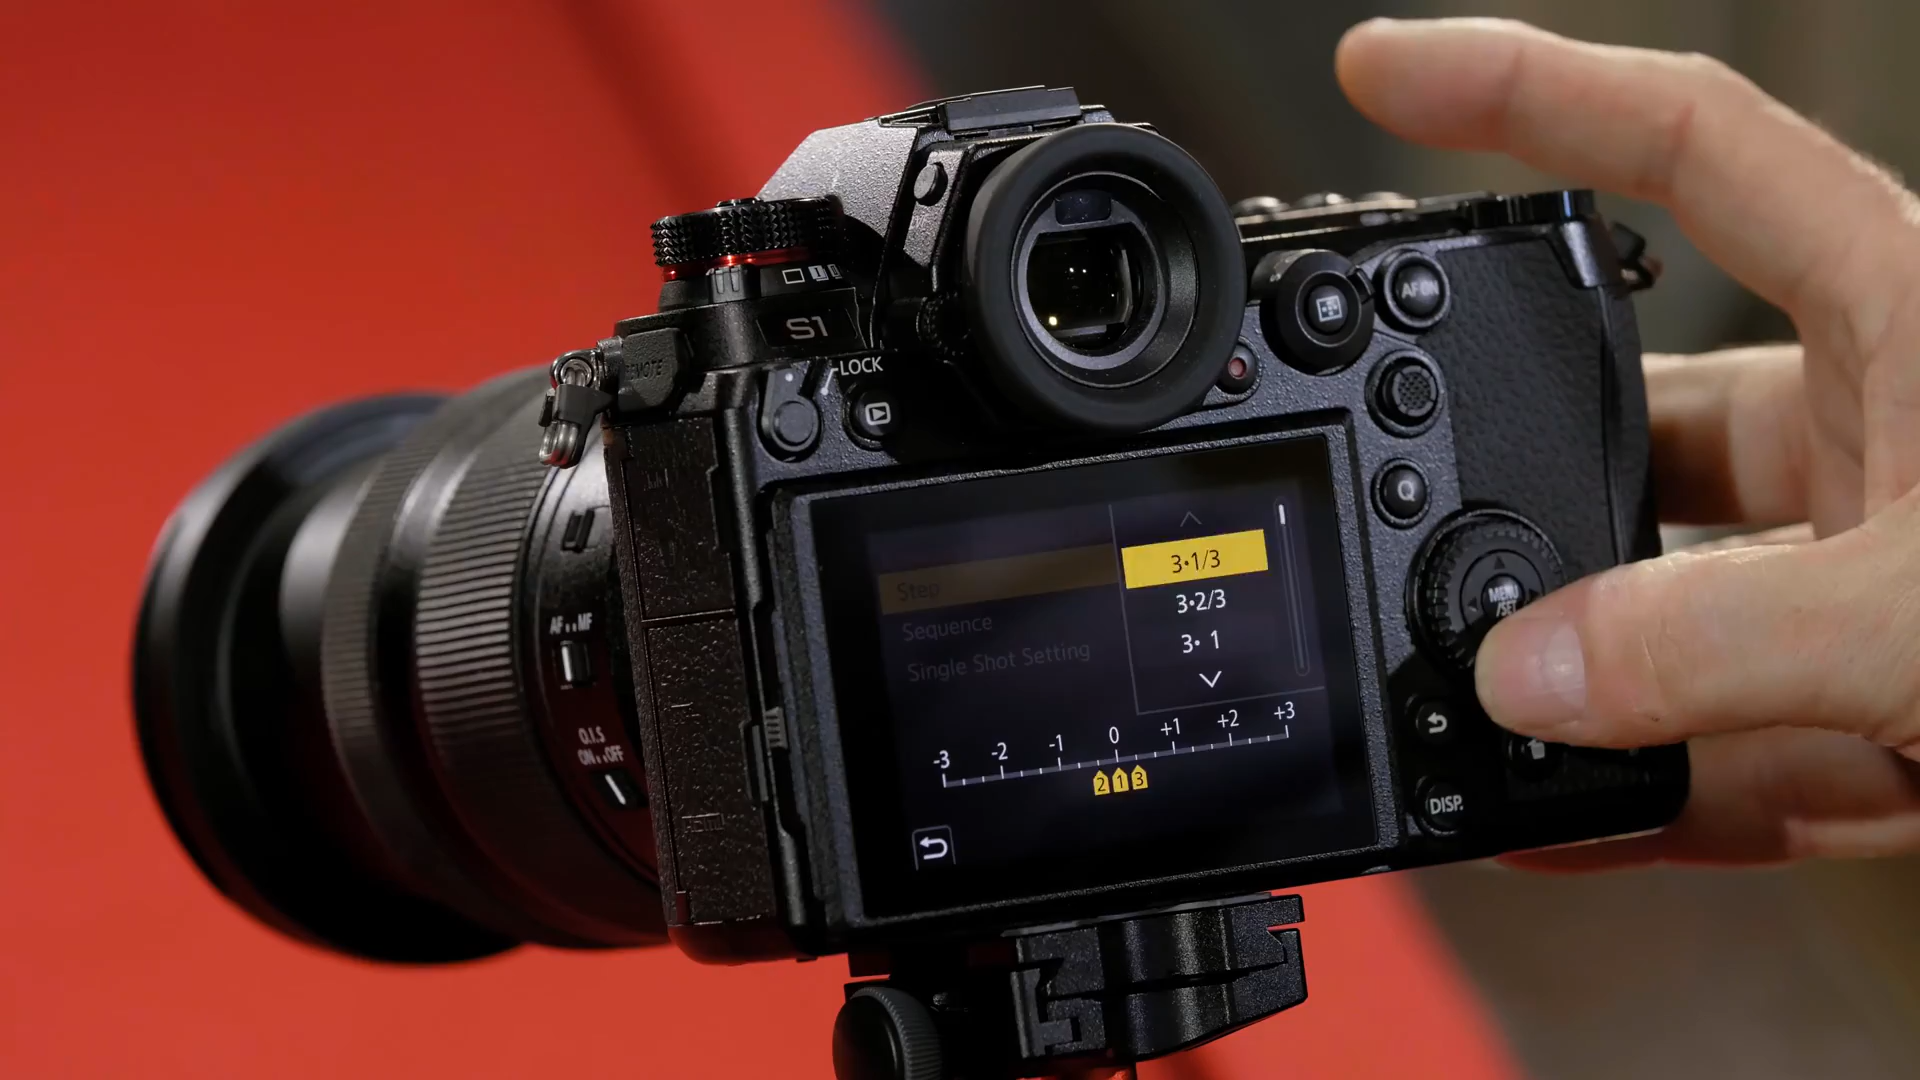 S1
REMOTE
LOCK
AF ON
Q
MENU
/SET
DISP.
AF MF
O.I.S
ON OFF
Step
Sequence
Single Shot Setting
3•1/3
3•2/3
3• 1
-3 -2 -1 0 +1 +2 +3
2 1 3